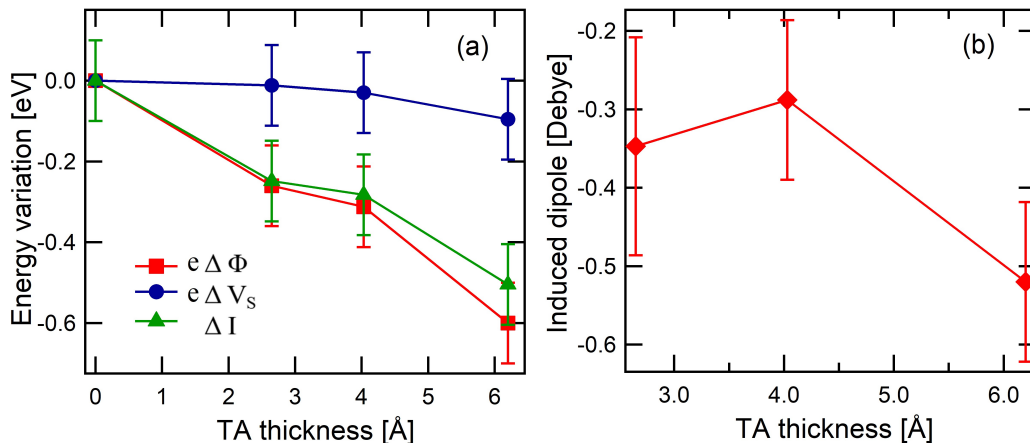 (a)
Energy variation [eV]
0.0
-0.2
-0.4
-0.6
e Δ Φ
e Δ V_S
Δ I
0 1 2 3 4 5 6
TA thickness [Å]
(b)
Induced dipole [Debye]
-0.2
-0.3
-0.4
-0.5
-0.6
3.0 4.0 5.0 6.0
TA thickness [Å]